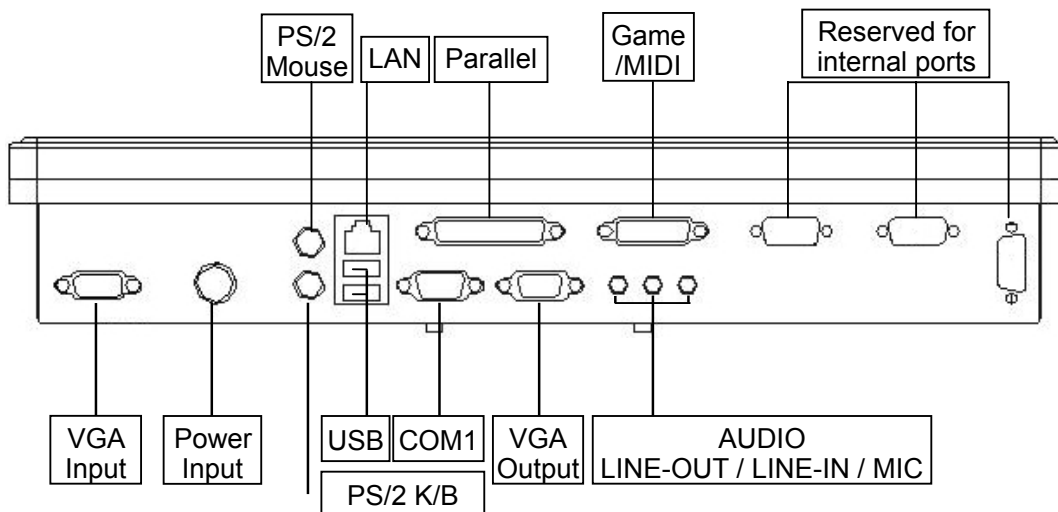 PS/2
Mouse
LAN
Parallel
Game
/MIDI
Reserved for
internal ports
VGA
Input
Power
Input
USB
COM1
VGA
Output
AUDIO
LINE-OUT / LINE-IN / MIC
PS/2 K/B